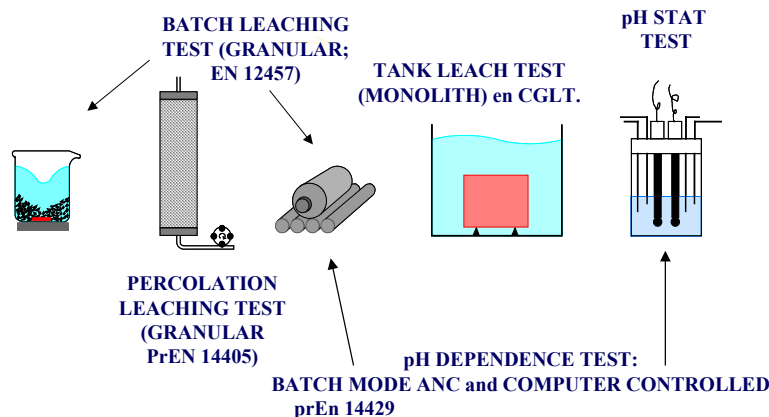 BATCH LEACHING
TEST (GRANULAR;
EN 12457)
pH STAT
TEST
TANK LEACH TEST
(MONOLITH) en CGLT.
PERCOLATION
LEACHING TEST
(GRANULAR
PrEN 14405)
pH DEPENDENCE TEST:
BATCH MODE ANC and COMPUTER CONTROLLED
prEn 14429